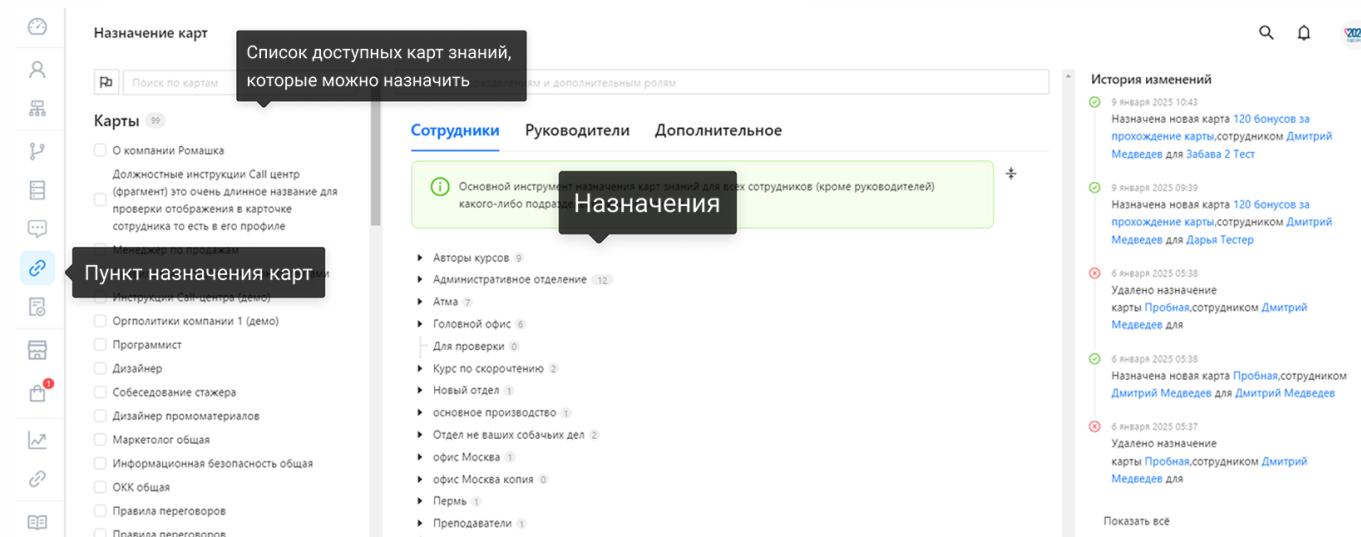 Назначение карт
Список доступных карт знаний,
которые можно назначить
202
Поиск по картам
и дополнительным ролям
Карты 99
О компании Ромашка
Должностные инструкции Call центр
(фрагмент) это очень длинное название для
проверки отображения в карточке
сотрудника то есть в его профиле
Менеджер по продажам
Пункт назначения карт
Инструкции Call-центра (демо)
Оргполитики компании 1 (демо)
Программист
Дизайнер
Собеседование стажера
Дизайнер промоматериалов
Маркетолог общая
Информационная безопасность общая
ОКК общая
Правила переговоров
Правила переговоров
1
Сотрудники Руководители Дополнительное
Основной инструмент назначения карт знаний для всех сотрудников (кроме руководителей)
какого-либо
Назначения
Авторы курсов 9
Административное отделение 12
Атма 7
Головной офис 6
Для проверки 0
Курс по скорочтению 2
Новый отдел 1
основное производство 1
Отдел не ваших собачьих дел 2
офис Москва 1
офис Москва копия 0
Пермь 1
Преподаватели 1
История изменений
9 января 2025 10:43
Назначена новая карта 120 бонусов за
прохождение карты,сотрудником Дмитрий
Медведев для Забава 2 Тест
9 января 2025 09:39
Назначена новая карта 120 бонусов за
прохождение карты,сотрудником Дмитрий
Медведев для Дарья Тестер
6 января 2025 05:38
Удалено назначение
карты Пробная,сотрудником Дмитрий
Медведев для
6 января 2025 05:38
Назначена новая карта Пробная,сотрудником
Дмитрий Медведев для Дмитрий Медведев
6 января 2025 05:37
Удалено назначение
карты Пробная,сотрудником Дмитрий
Медведев для
Показать всё